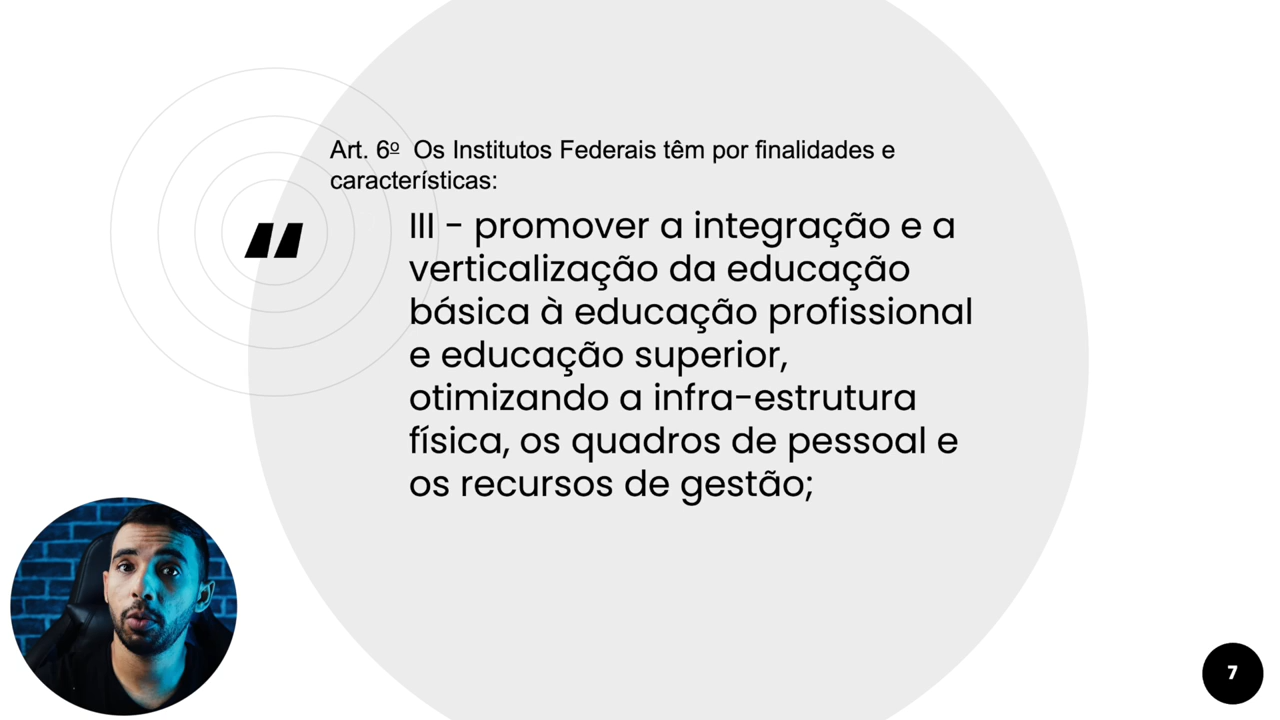 Art. 6º  Os Institutos Federais têm por finalidades e
características:
“
III - promover a integração e a
verticalização da educação
básica à educação profissional
e educação superior,
otimizando a infra-estrutura
física, os quadros de pessoal e
os recursos de gestão;
7